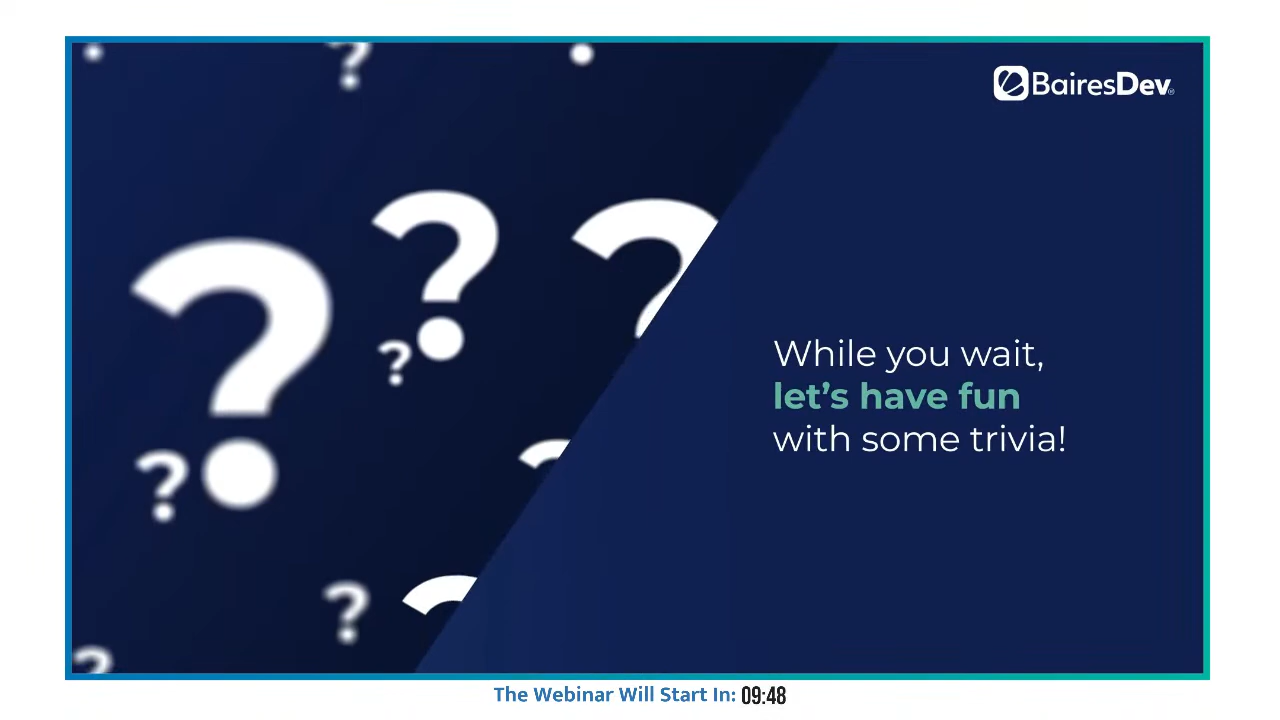 BairesDev®
While you wait,
let's have fun
with some trivia!
The Webinar Will Start In: 09:48